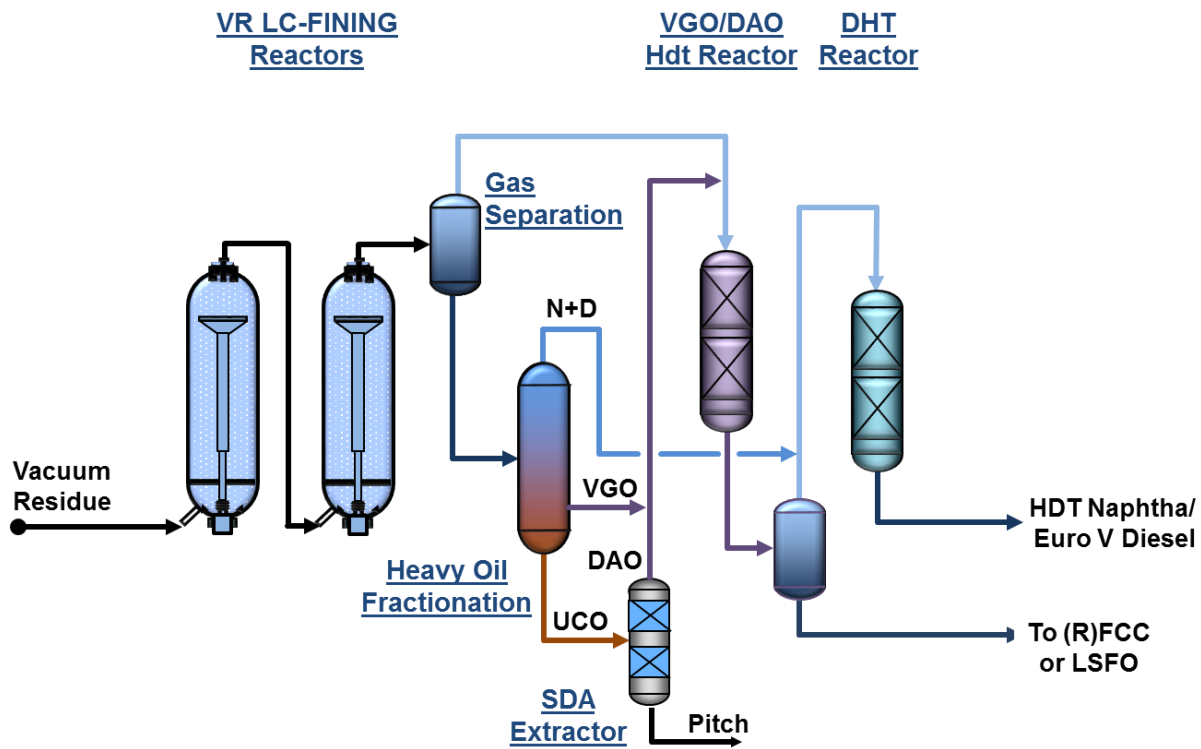 VR LC-FINING
Reactors
VGO/DAO
Hdt Reactor
DHT
Reactor
Gas
Separation
N+D
Vacuum
Residue
VGO
HDT Naphtha/
Euro V Diesel
DAO
Heavy Oil
Fractionation
UCO
To (R)FCC
or LSFO
SDA
Extractor
Pitch